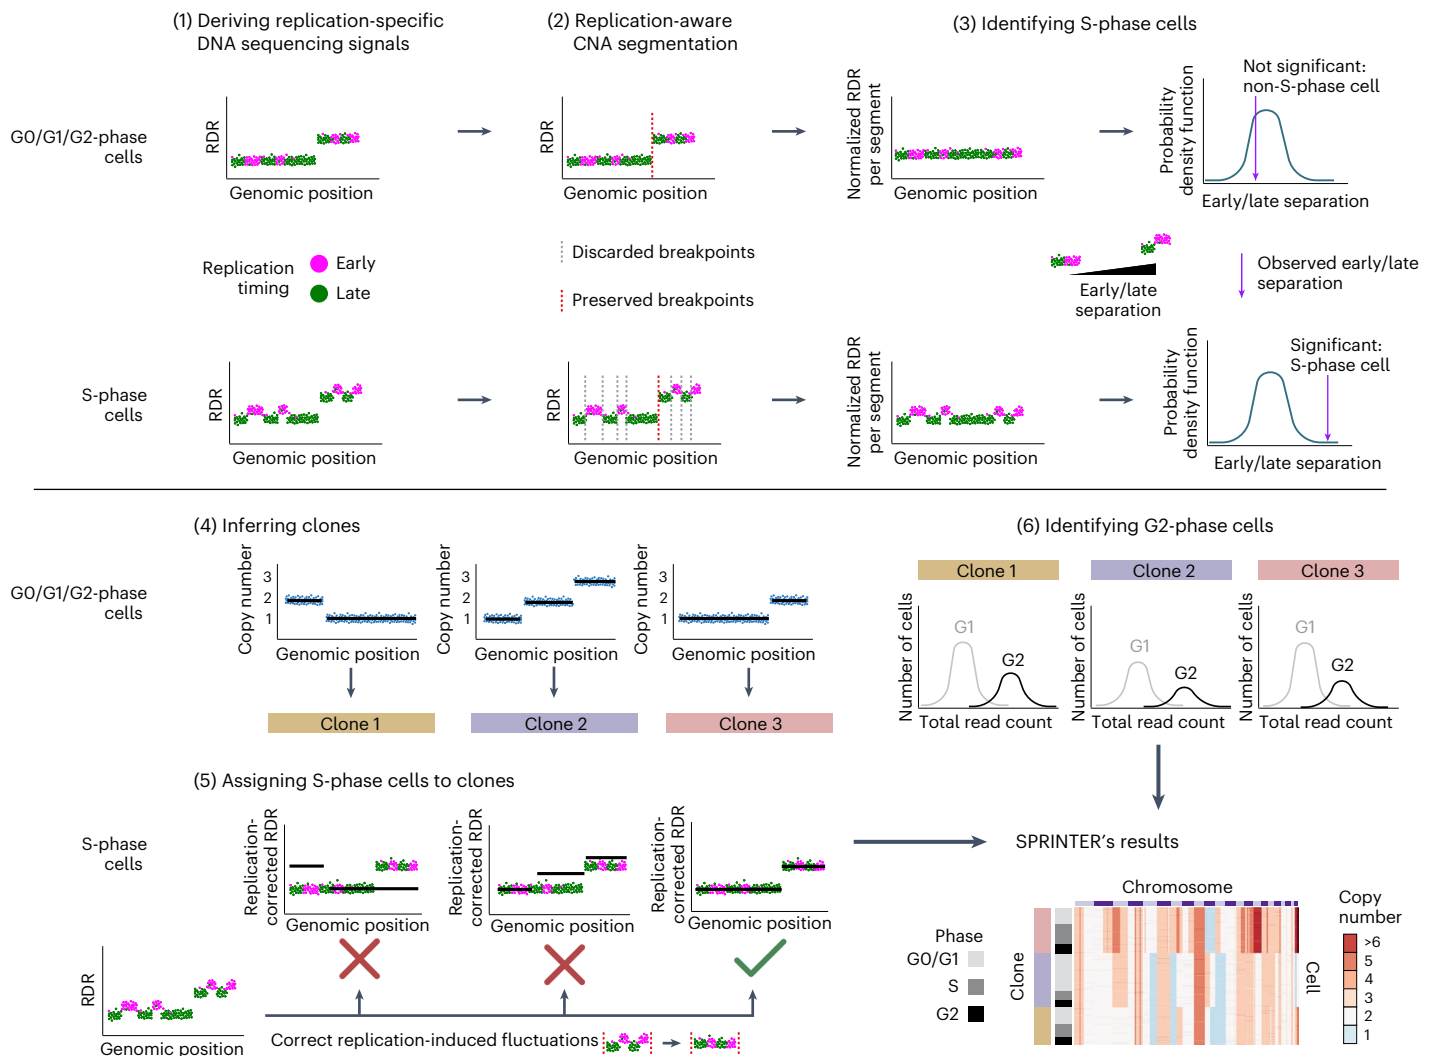 (1) Deriving replication-specific
DNA sequencing signals
(2) Replication-aware
CNA segmentation
(3) Identifying S-phase cells
G0/G1/G2-phase
cells
RDR
Genomic position
RDR
Genomic position
Normalized RDR
per segment
Genomic position
Not significant:
non-S-phase cell
Probability
density function
Early/late separation
Replication
timing
Early
Late
Discarded breakpoints
Preserved breakpoints
Early/late
separation
Observed early/late
separation
S-phase
cells
RDR
Genomic position
RDR
Genomic position
Normalized RDR
per segment
Genomic position
Significant:
S-phase cell
Probability
density function
Early/late separation
(4) Inferring clones
G0/G1/G2-phase
cells
Copy number
3
2
1
Genomic position
Clone 1
Copy number
3
2
1
Genomic position
Clone 2
Copy number
3
2
1
Genomic position
Clone 3
(6) Identifying G2-phase cells
Clone 1
Number of cells
G1
G2
Total read count
Clone 2
Number of cells
G1
G2
Total read count
Clone 3
Number of cells
G1
G2
Total read count
(5) Assigning S-phase cells to clones
S-phase
cells
Replication-
corrected RDR
Genomic position
Replication-
corrected RDR
Genomic position
Replication-
corrected RDR
Genomic position
RDR
Genomic position
Correct replication-induced fluctuations
SPRINTER's results
Chromosome
Phase
G0/G1
S
G2
Clone
Cell
Copy
number
>6
5
4
3
2
1